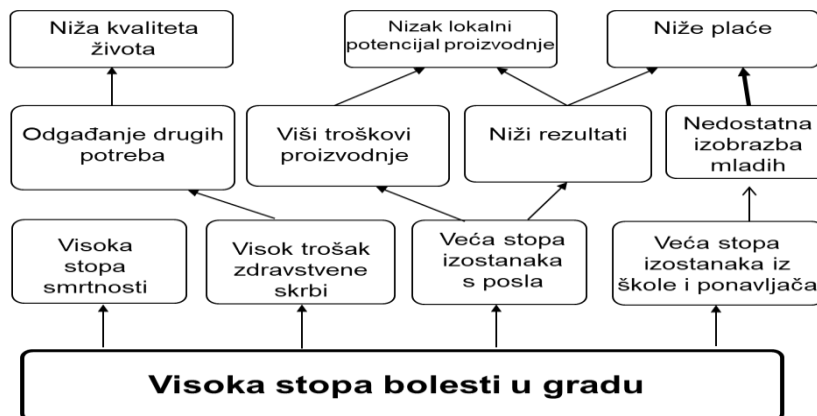 Niža kvaliteta
života
Nizak lokalni
potencijal proizvodnje
Niže plaće
Odgađanje drugih
potreba
Viši troškovi
proizvodnje
Niži rezultati
Nedostatna
izobrazba
mladih
Visoka
stopa
smrtnosti
Visok trošak
zdravstvene
skrbi
Veća stopa
izostanaka
s posla
Veća stopa
izostanaka iz
škole i ponavljača
Visoka stopa bolesti u gradu